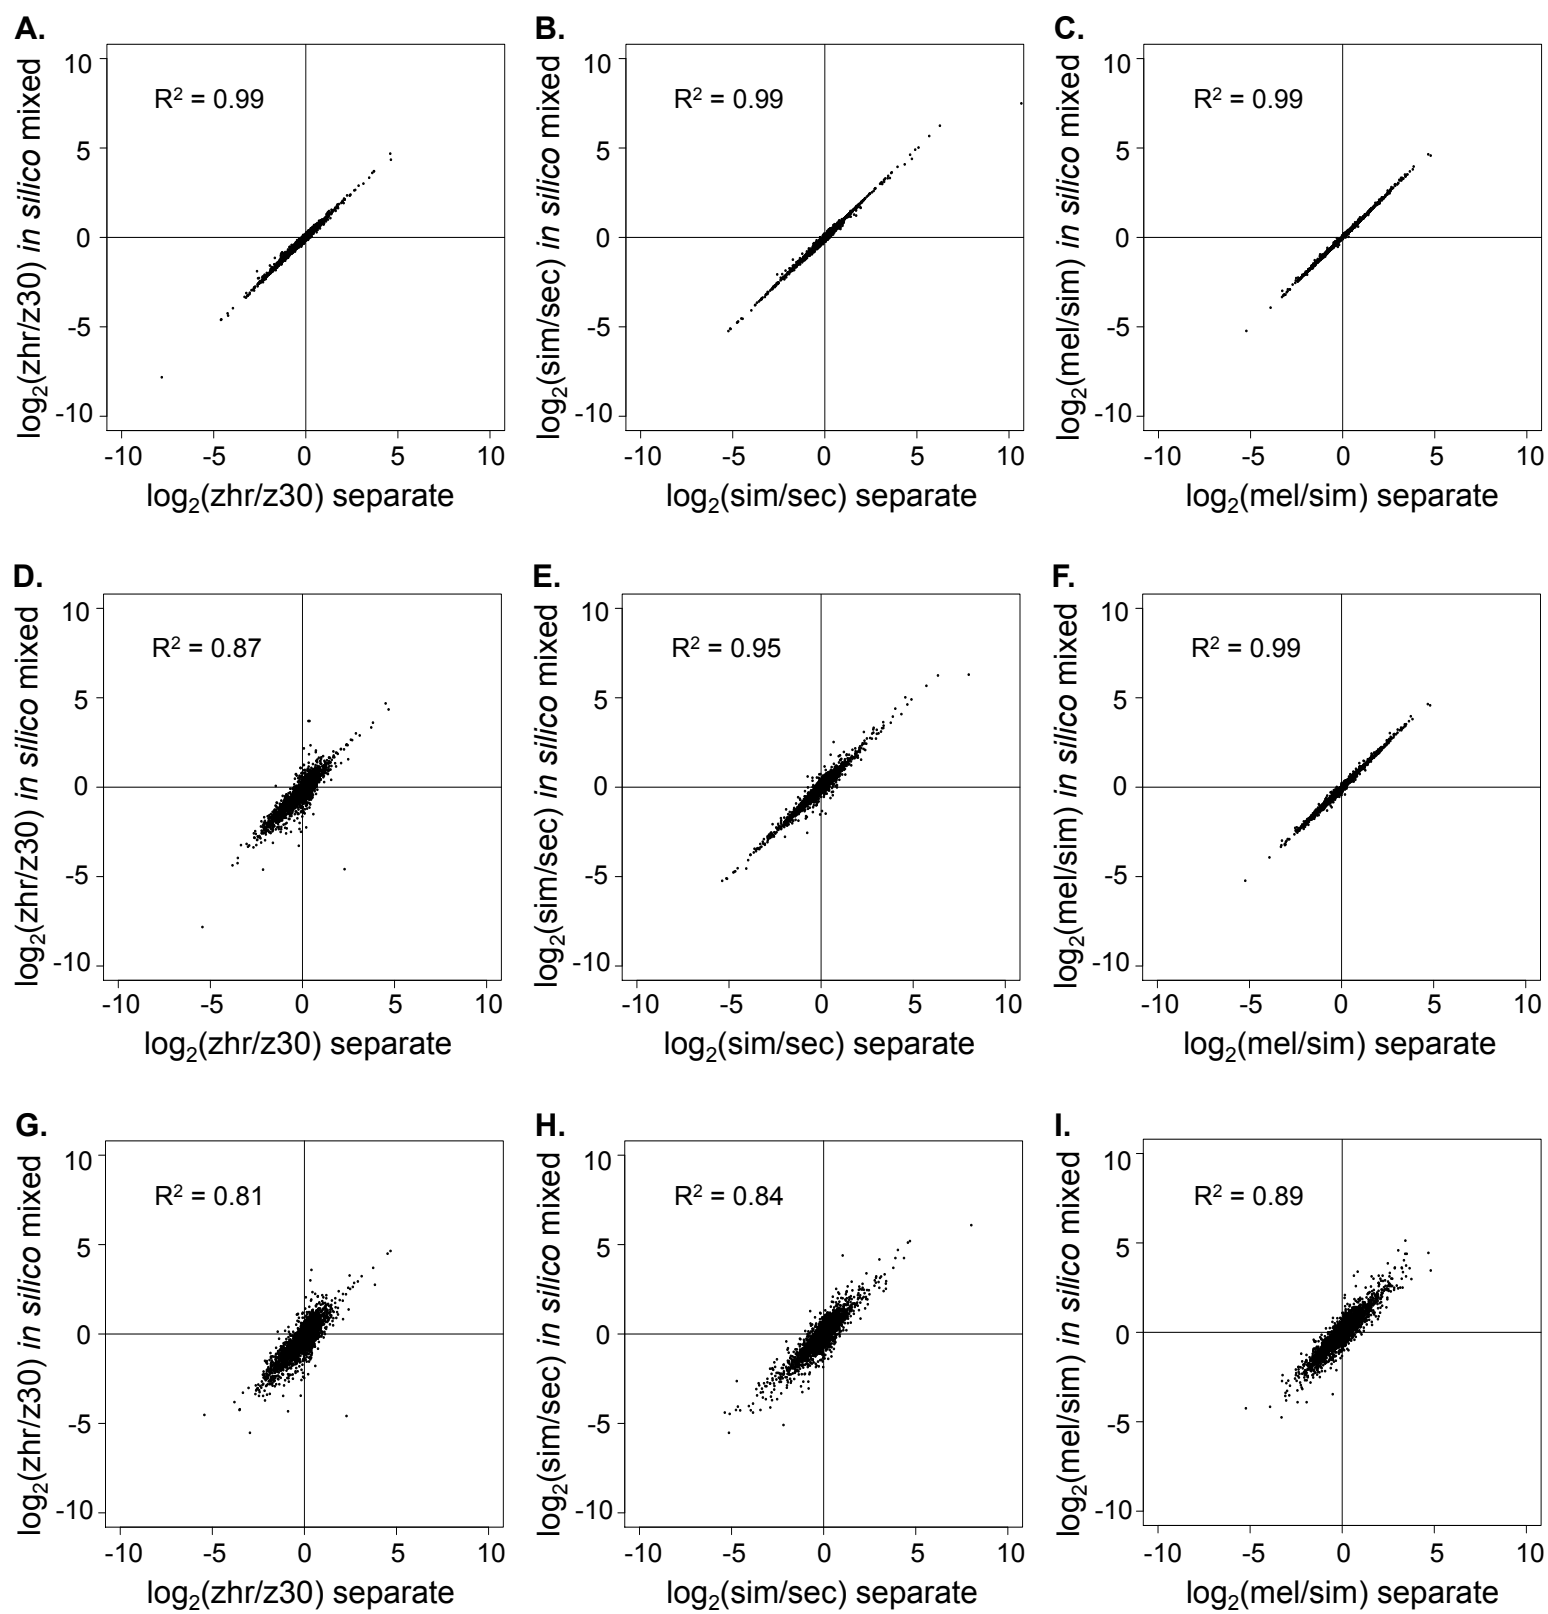 A.
log₂(zhr/z30) in silico mixed
10
5
0
-5
-10
R² = 0.99
-10 -5 0 5 10
log₂(zhr/z30) separate
B.
log₂(sim/sec) in silico mixed
10
5
0
-5
-10
R² = 0.99
-10 -5 0 5 10
log₂(sim/sec) separate
C.
log₂(mel/sim) in silico mixed
10
5
0
-5
-10
R² = 0.99
-10 -5 0 5 10
log₂(mel/sim) separate
D.
log₂(zhr/z30) in silico mixed
10
5
0
-5
-10
R² = 0.87
-10 -5 0 5 10
log₂(zhr/z30) separate
E.
log₂(sim/sec) in silico mixed
10
5
0
-5
-10
R² = 0.95
-10 -5 0 5 10
log₂(sim/sec) separate
F.
log₂(mel/sim) in silico mixed
10
5
0
-5
-10
R² = 0.99
-10 -5 0 5 10
log₂(mel/sim) separate
G.
log₂(zhr/z30) in silico mixed
10
5
0
-5
-10
R² = 0.81
-10 -5 0 5 10
log₂(zhr/z30) separate
H.
log₂(sim/sec) in silico mixed
10
5
0
-5
-10
R² = 0.84
-10 -5 0 5 10
log₂(sim/sec) separate
I.
log₂(mel/sim) in silico mixed
10
5
0
-5
-10
R² = 0.89
-10 -5 0 5 10
log₂(mel/sim) separate